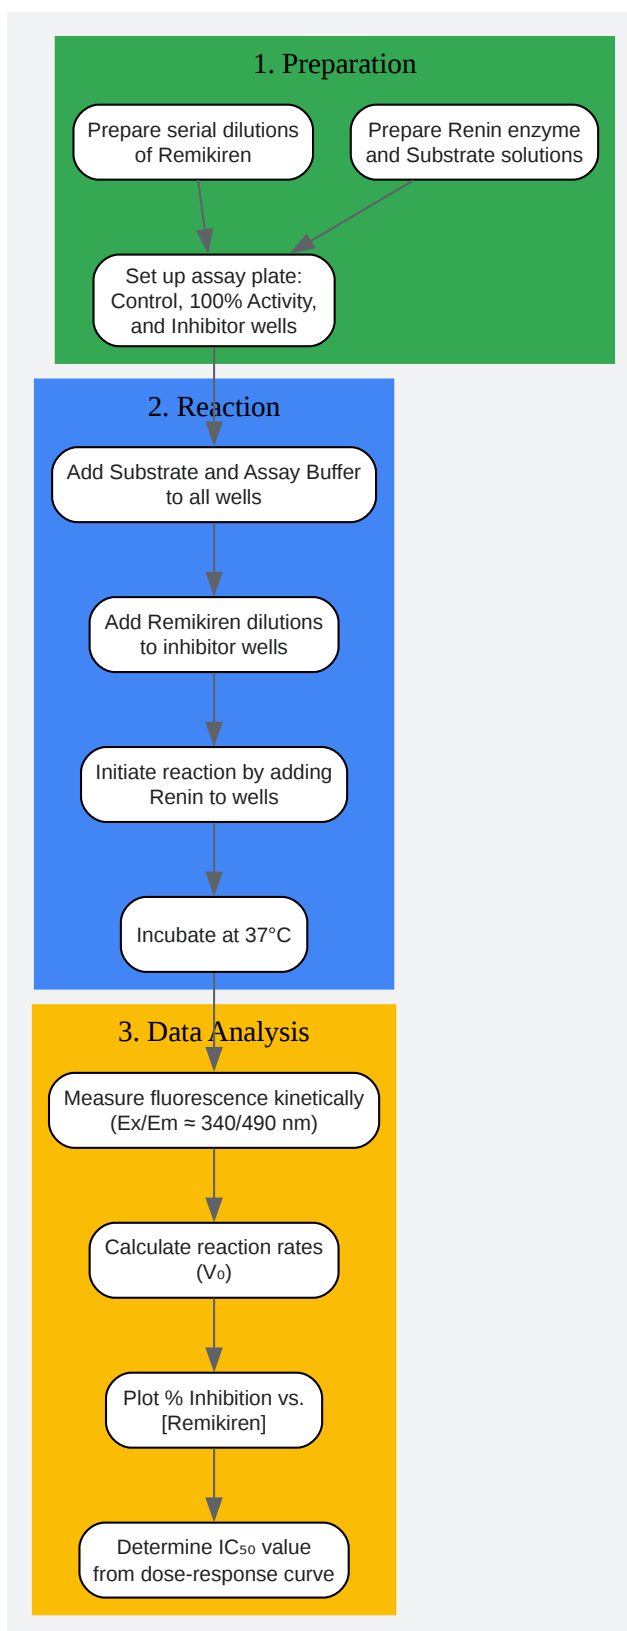 1. Preparation
Prepare serial dilutions
of Remikiren
Prepare Renin enzyme
and Substrate solutions
Set up assay plate:
Control, 100% Activity,
and Inhibitor wells
2. Reaction
Add Substrate and Assay Buffer
to all wells
Add Remikiren dilutions
to inhibitor wells
Initiate reaction by adding
Renin to wells
Incubate at 37°C
3. Data Analysis
Measure fluorescence kinetically
(Ex/Em ≈ 340/490 nm)
Calculate reaction rates
(V₀)
Plot % Inhibition vs.
[Remikiren]
Determine IC₅₀ value
from dose-response curve